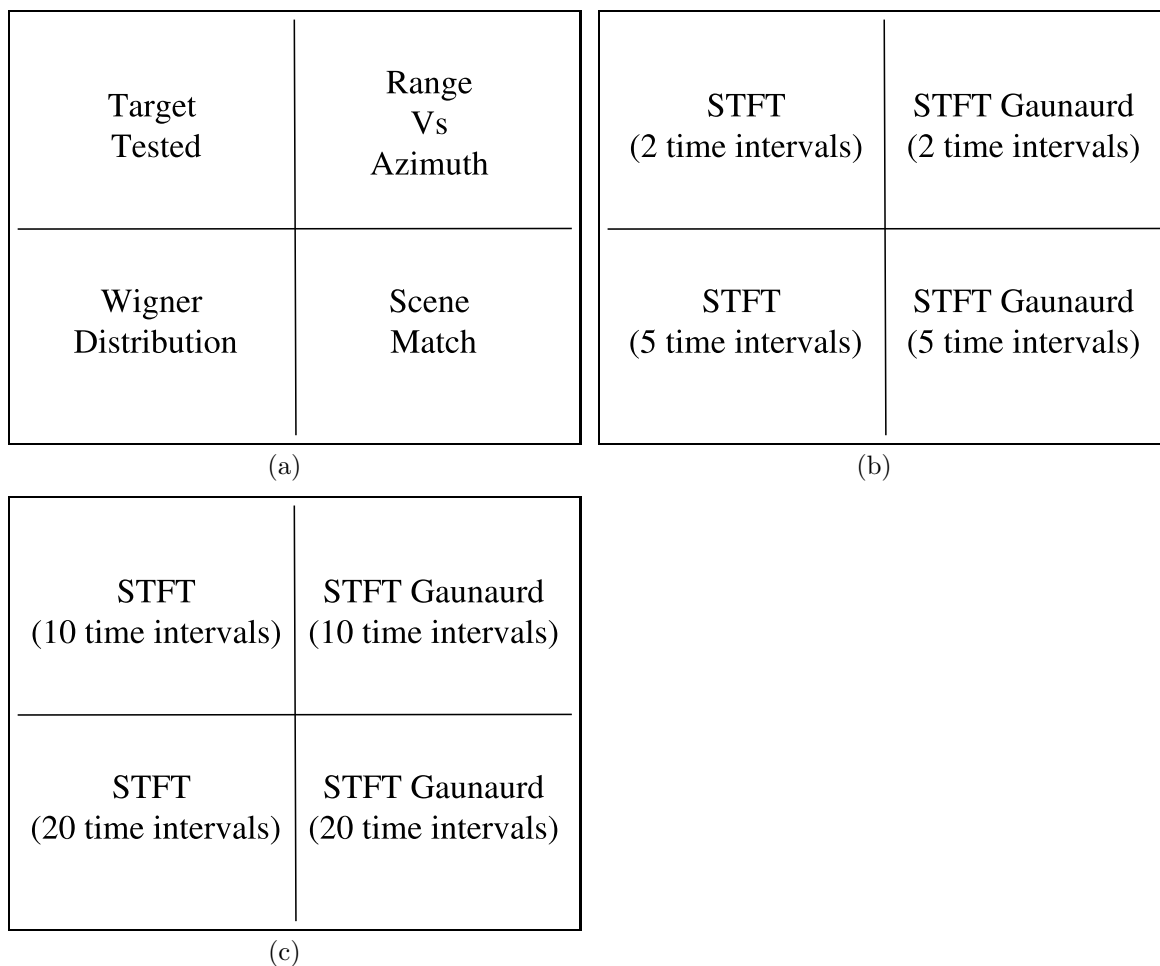 Target
Tested
Range
Vs
Azimuth
Wigner
Distribution
Scene
Match
(a)
STFT
(2 time intervals)
STFT Gaunaurd
(2 time intervals)
STFT
(5 time intervals)
STFT Gaunaurd
(5 time intervals)
(b)
STFT
(10 time intervals)
STFT Gaunaurd
(10 time intervals)
STFT
(20 time intervals)
STFT Gaunaurd
(20 time intervals)
(c)